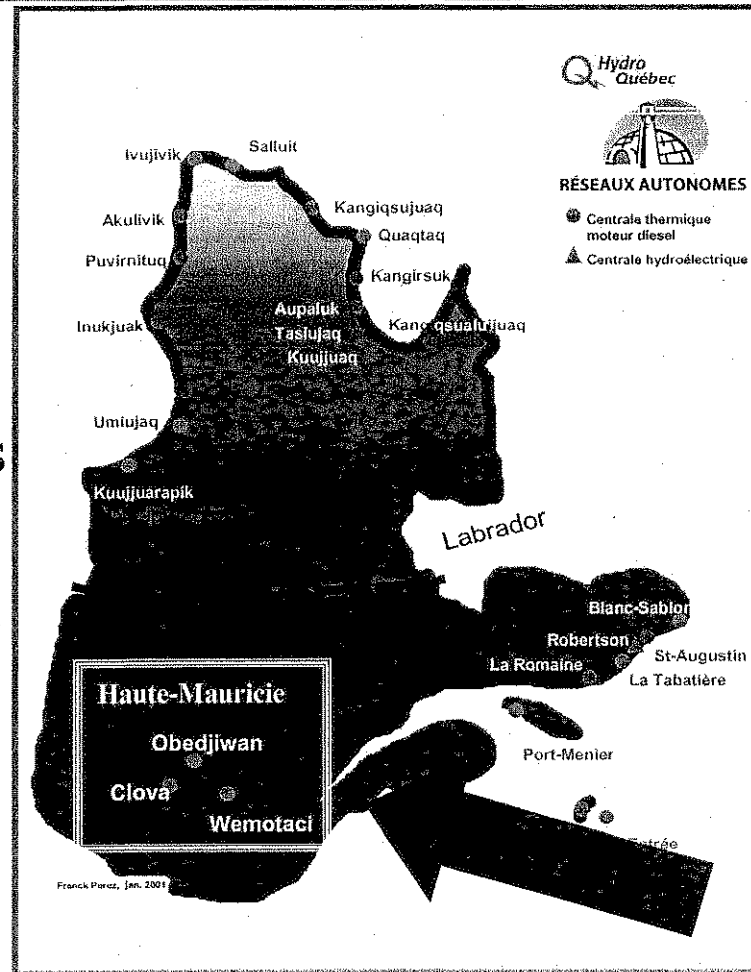 Hydro
Québec
RÉSEAUX AUTONOMES
Centrale thermique
moteur diesel
Centrale hydroélectrique
Ivujivik
Salluit
Akulivik
Kangiqsujuaq
Quaqtaq
Puvirnituq
Kangirsuk
Inukjuak
Aupaluk
Tasiujaq
Kuujjuaq
Kangiqsualujjuaq
Umiujaq
Kuujjuarapik
Labrador
Blanc-Sablon
Robertson
St-Augustin
La Romaine
La Tabatière
Haute-Mauricie
Obedjiwan
Clova
Wemotaci
Port-Menier
Entrée
Franck Perez, jan. 2001